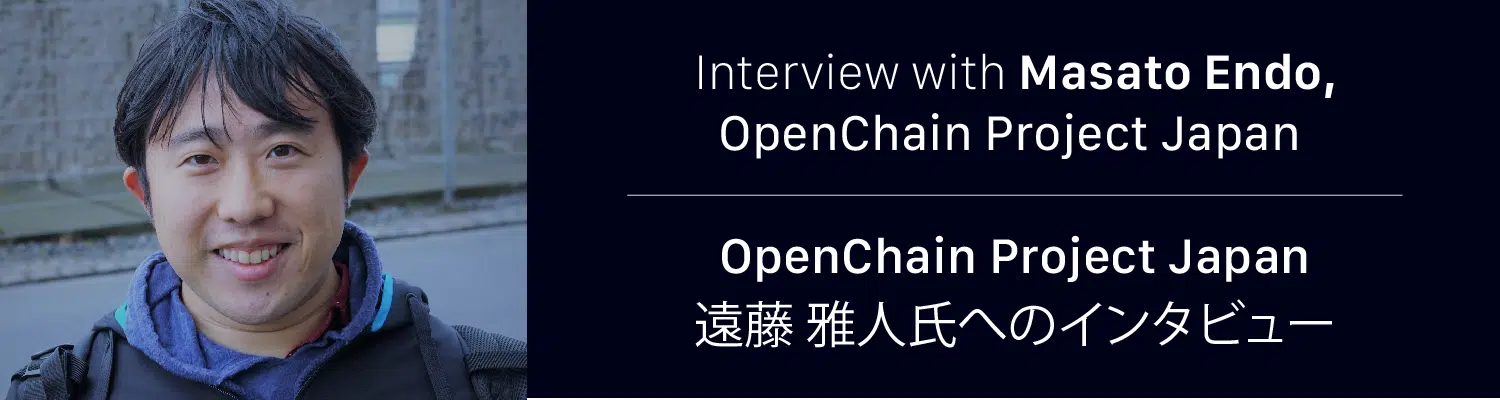 Interview with Masato Endo,
OpenChain Project Japan
OpenChain Project Japan
遠藤 雅人氏へのインタビュー